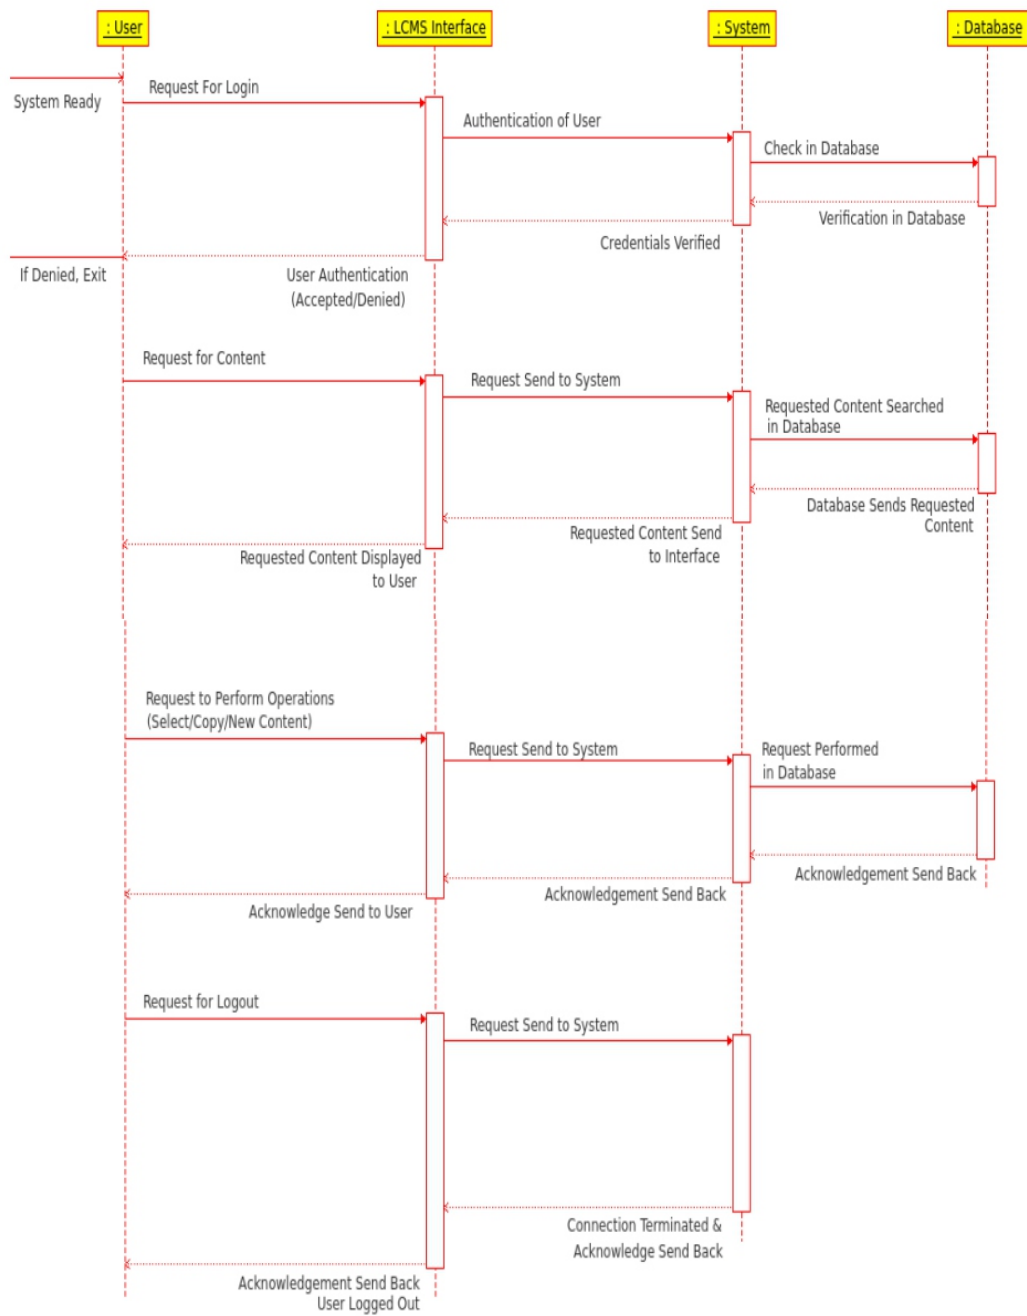 : User
: LCMS Interface
: System
: Database
System Ready
Request For Login
Authentication of User
Check in Database
Verification in Database
Credentials Verified
If Denied, Exit
User Authentication
(Accepted/Denied)
Request for Content
Request Send to System
Requested Content Searched
in Database
Database Sends Requested
Content
Requested Content Send
to Interface
Requested Content Displayed
to User
Request to Perform Operations
(Select/Copy/New Content)
Request Send to System
Request Performed
in Database
Acknowledgement Send Back
Acknowledgement Send Back
Acknowledge Send to User
Request for Logout
Request Send to System
Connection Terminated &
Acknowledge Send Back
Acknowledgement Send Back
User Logged Out